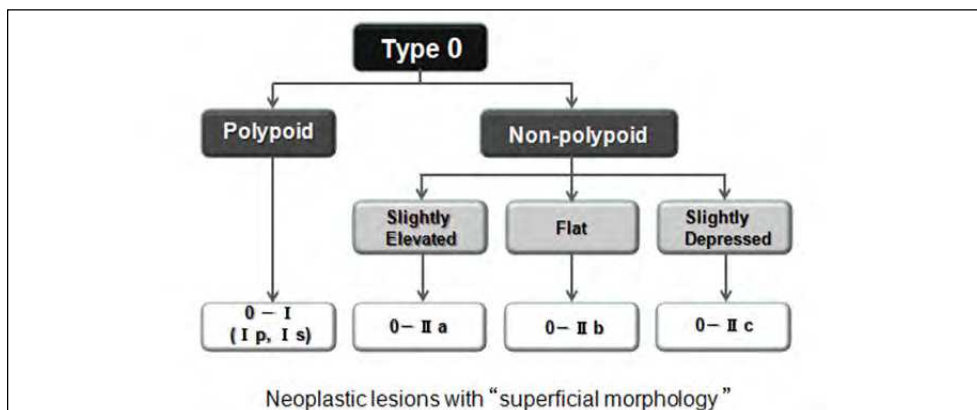 Type 0
Polypoid
Non-polypoid
Slightly
Elevated
Flat
Slightly
Depressed
0 – I
( I p, I s)
0 – II a
0 – II b
0 – II c
Neoplastic lesions with “superficial morphology ”